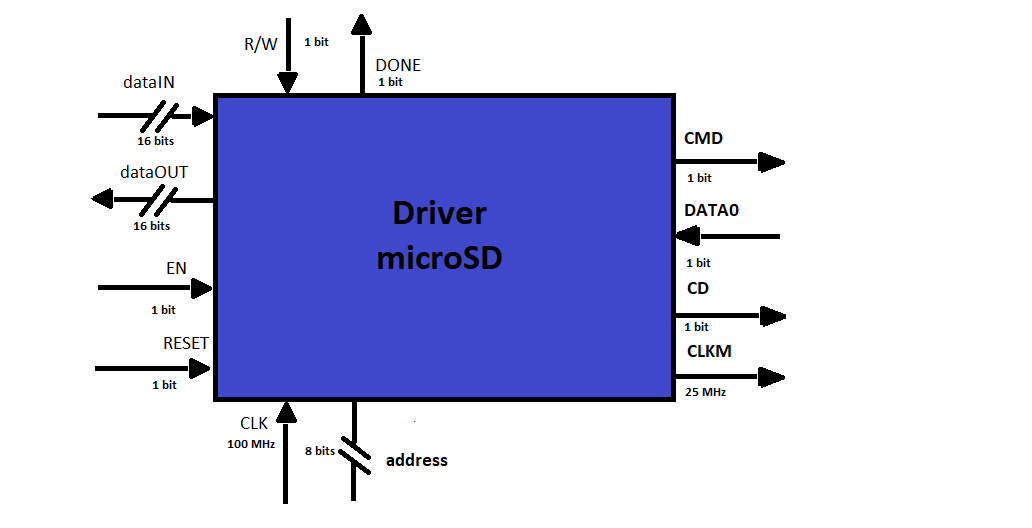 R/W
1 bit
DONE
1 bit
dataIN
16 bits
dataOUT
16 bits
EN
1 bit
RESET
1 bit
Driver
microSD
CMD
1 bit
DATA0
1 bit
CD
1 bit
CLKM
25 MHz
CLK
100 MHz
8 bits
address